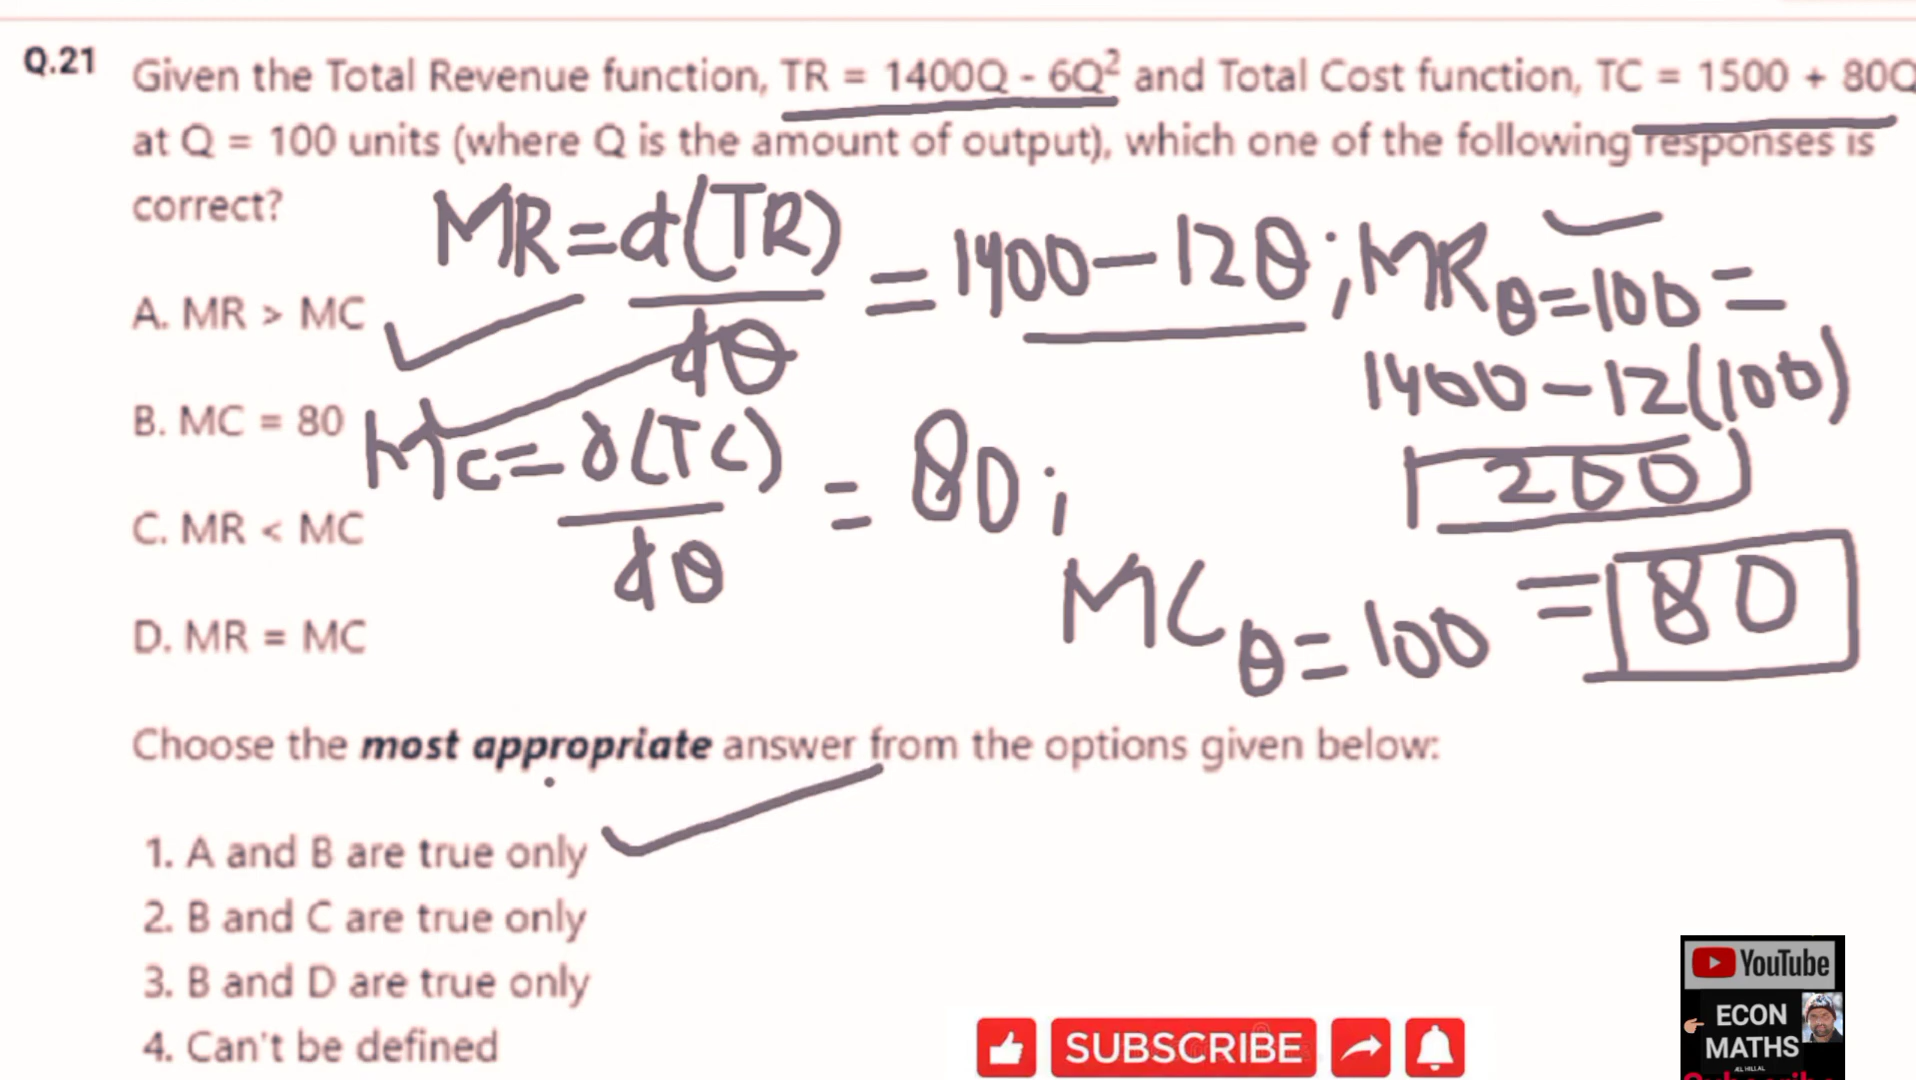 Q.21 Given the Total Revenue function, TR = 1400Q - 6Q² and Total Cost function, TC = 1500 + 80Q
at Q = 100 units (where Q is the amount of output), which one of the following responses is
correct?
MR = d(TR)/dθ = 1400 - 12θ ; MR θ=100 =
1400 - 12(100)
200
A. MR > MC
B. MC = 80
MC = d(TC)/dθ = 80 ;
MC θ=100 = 80
C. MR < MC
D. MR = MC
Choose the most appropriate answer from the options given below:
1. A and B are true only
2. B and C are true only
3. B and D are true only
4. Can't be defined
SUBSCRIBE
YouTube
ECON
MATHS